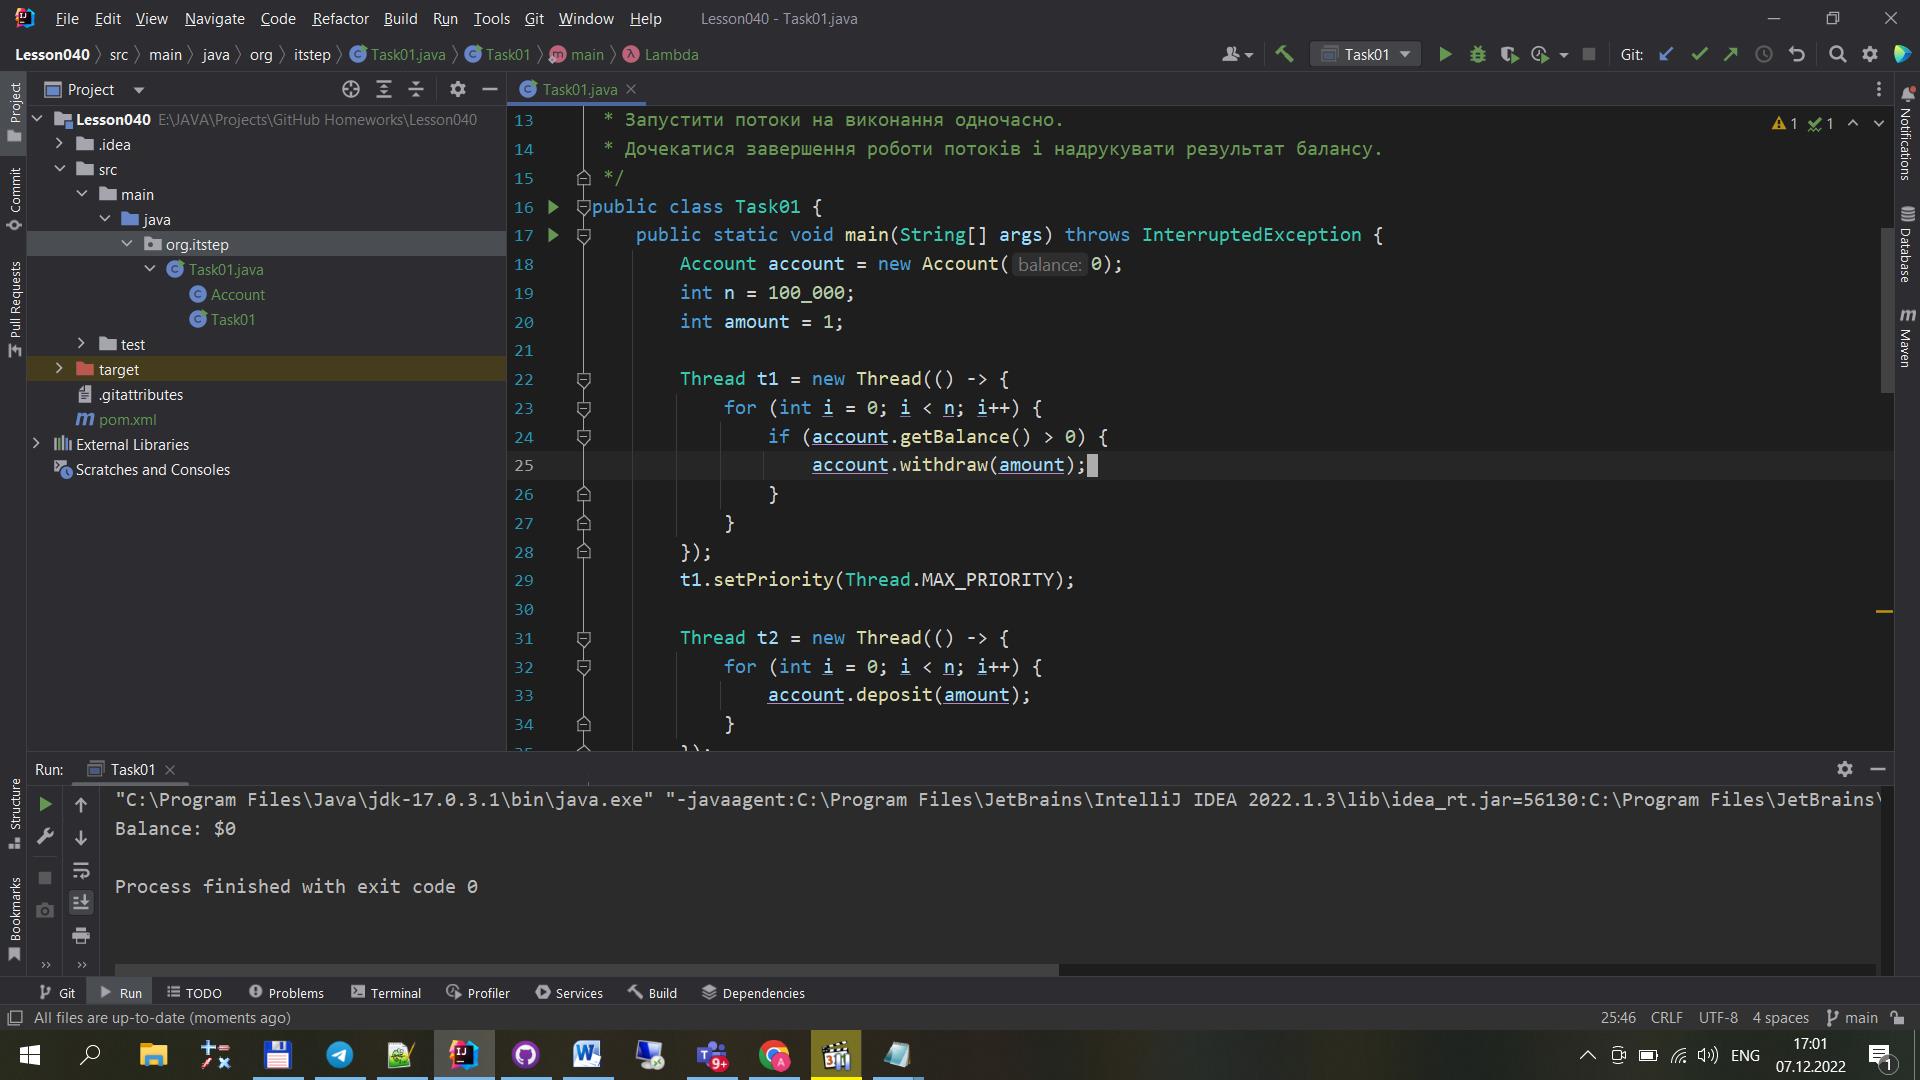 File Edit View Navigate Code Refactor Build Run Tools Git Window Help Lesson040 - Task01.java
Lesson040 src main java org itstep Task01.java Task01 main Lambda Task01 Git:
Project
Task01.java
Lesson040 E:\JAVA\Projects\GitHub Homeworks\Lesson040
.idea
src
main
java
org.itstep
Task01.java
Account
Task01
test
target
.gitattributes
pom.xml
External Libraries
Scratches and Consoles
Project
Commit
Pull Requests
Structure
Bookmarks
13 * Запустити потоки на виконання одночасно.
14 * Дочекатися завершення роботи потоків і надрукувати результат балансу.
15 */
16 public class Task01 {
17 public static void main(String[] args) throws InterruptedException {
18 Account account = new Account( balance: 0);
19 int n = 100_000;
20 int amount = 1;
21
22 Thread t1 = new Thread(() -> {
23 for (int i = 0; i < n; i++) {
24 if (account.getBalance() > 0) {
25 account.withdraw(amount);
26 }
27 }
28 });
29 t1.setPriority(Thread.MAX_PRIORITY);
30
31 Thread t2 = new Thread(() -> {
32 for (int i = 0; i < n; i++) {
33 account.deposit(amount);
34 }
1 1
Notifications
Database
Maven
Run: Task01
"C:\Program Files\Java\jdk-17.0.3.1\bin\java.exe" "-javaagent:C:\Program Files\JetBrains\IntelliJ IDEA 2022.1.3\lib\idea_rt.jar=56130:C:\Program Files\JetBrains\
Balance: $0
Process finished with exit code 0
Git Run TODO Problems Terminal Profiler Services Build Dependencies
All files are up-to-date (moments ago) 25:46 CRLF UTF-8 4 spaces main
ENG 17:01
07.12.2022
9+
1